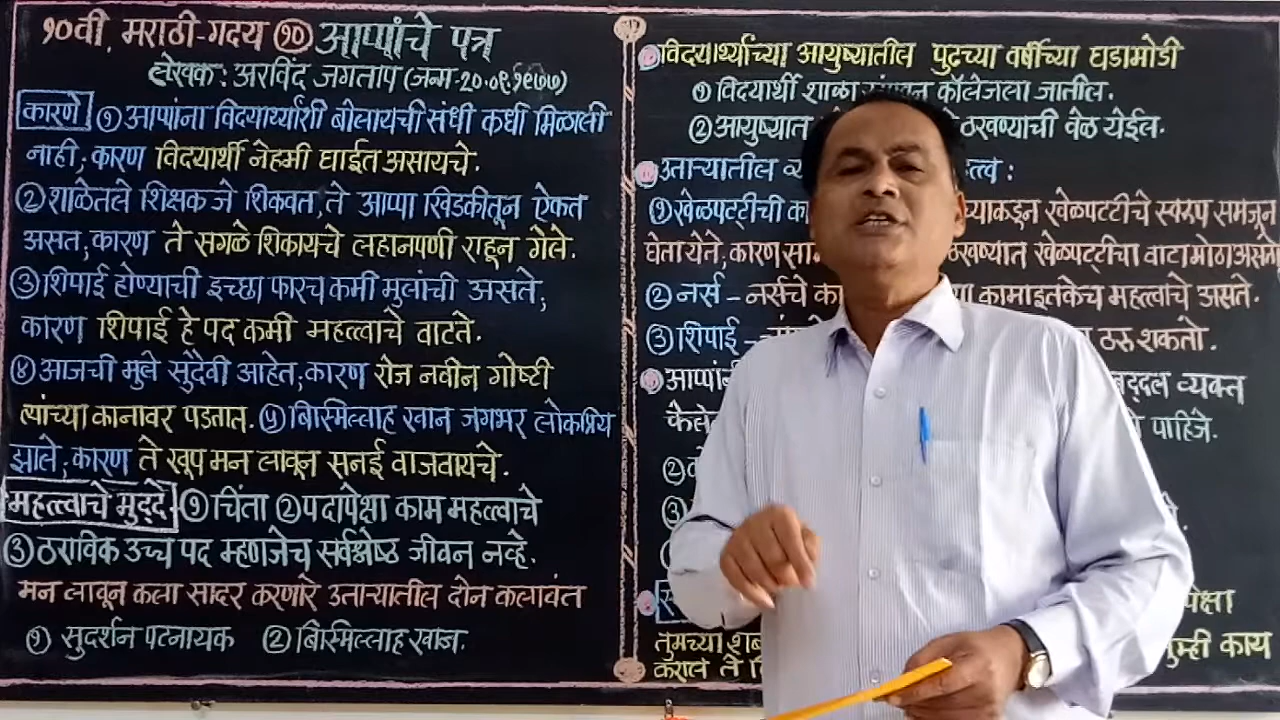 १०वी. मराठी-गद्य १० आप्पांचे पत्र
लेखक: अरविंद जगताप (जन्म-२०.०९.१९७७)
कारणे १ आप्पांना विद्यार्थ्यांशी बोलायची संधी कधी मिळाली
नाही; कारण विद्यार्थी नेहमी घाईत असायचे.
२ शाळेतले शिक्षक जे शिकवत, ते आप्पा खिडकीतून ऐकत
असत, कारण ते सगळे शिकायचे लहानपणी राहून गेले.
३ शिपाई होण्याची इच्छा फारच कमी मुलांची असते;
कारण शिपाई हे पद कमी महत्त्वाचे वाटते.
४ आजची मुले सुदैवी आहेत; कारण रोज नवीन गोष्टी
त्यांच्या कानावर पडतात. ५ बिस्मिल्लाह खान जगभर लोकप्रिय
झाले; कारण ते खूप मन लावून सनई वाजवायचे.
महत्त्वाचे मुद्दे १ चिंता २ पदापेक्षा काम महत्त्वाचे
३ ठराविक उच्च पद म्हणजेच सर्वश्रेष्ठ जीवन नव्हे.
मन लावून कला सादर करणारे उताऱ्यातील दोन कलावंत
१ सुदर्शन पटनायक २ बिस्मिल्लाह खान.
विद्यार्थ्यांच्या आयुष्यातील पुढच्या वर्षीच्या घडामोडी
१ विद्यार्थी शाळा कॉलेजला जातील.
२ आयुष्यात ठरवण्याची वेळ येईल.
उताऱ्यातील
१ खेळपट्टीची कडून खेळपट्टीचे स्वरूप समजून
घेता येते, कारण ठरवण्यात खेळपट्टीचा वाटा मोठा असतो
२ नर्स - नर्सचे कामाइतकेच महत्त्वाचे असते.
३ शिपाई - ठरू शकतो.
बद्दल व्यक्त
केले पाहिजे.
२
३
तुमच्या तुम्ही काय
कराल ते